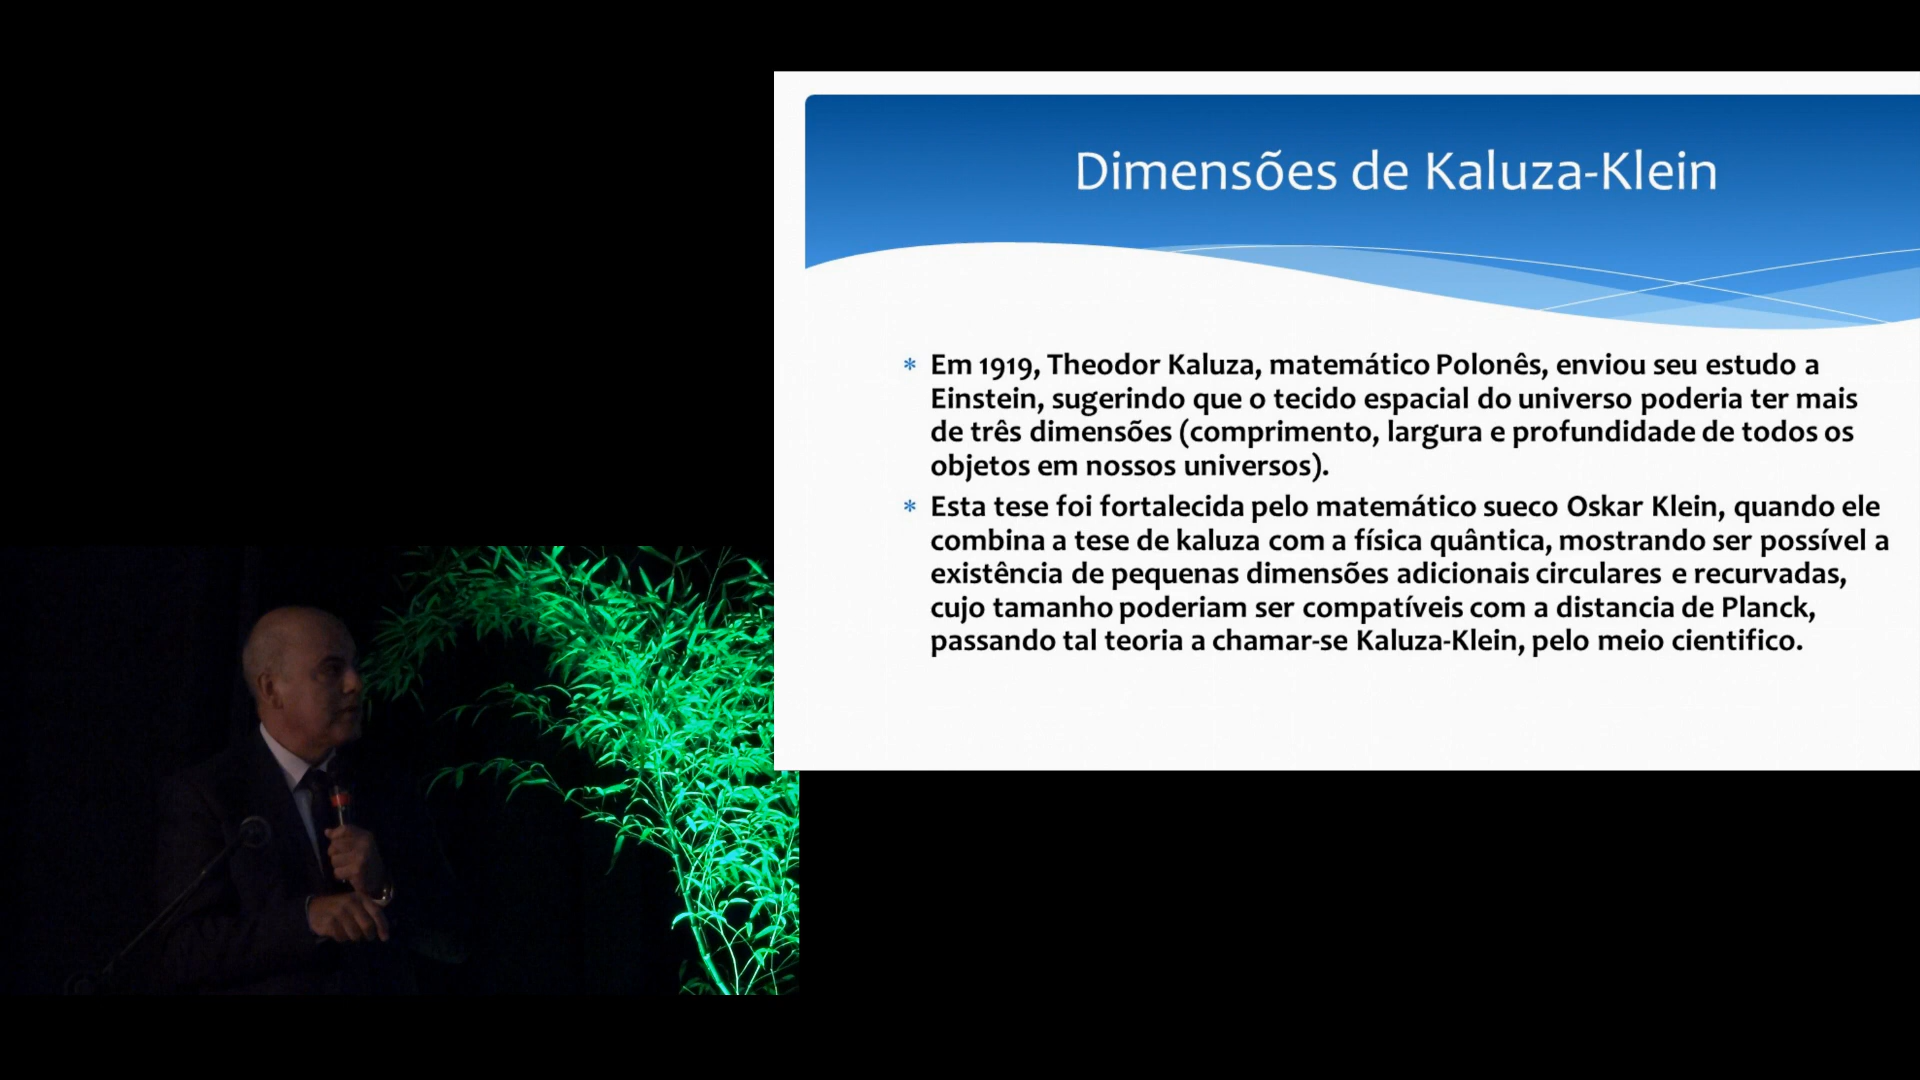 Dimensões de Kaluza-Klein
* Em 1919, Theodor Kaluza, matemático Polonês, enviou seu estudo a
Einstein, sugerindo que o tecido espacial do universo poderia ter mais
de três dimensões (comprimento, largura e profundidade de todos os
objetos em nossos universos).
* Esta tese foi fortalecida pelo matemático sueco Oskar Klein, quando ele
combina a tese de kaluza com a física quântica, mostrando ser possível a
existência de pequenas dimensões adicionais circulares e recurvadas,
cujo tamanho poderiam ser compatíveis com a distancia de Planck,
passando tal teoria a chamar-se Kaluza-Klein, pelo meio cientifico.